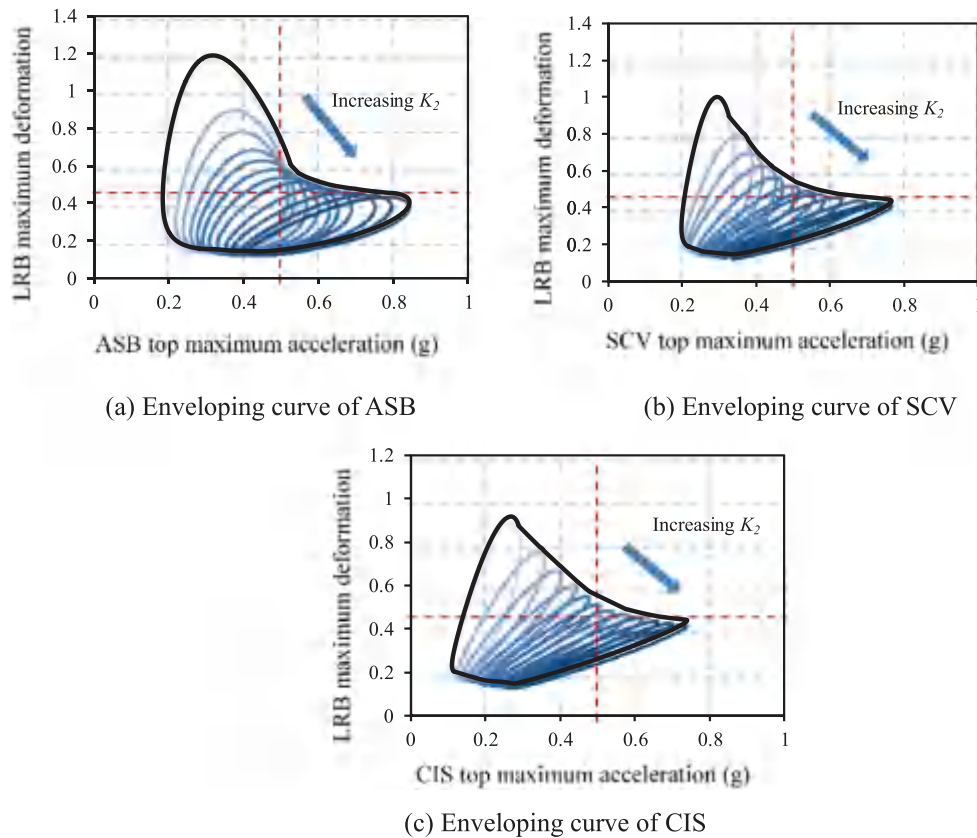 1.4
1.2
1
0.8
0.6
0.4
0.2
0
0 0.2 0.4 0.6 0.8 1
LRB maximum deformation
Increasing K2
ASB top maximum acceleration (g)
(a) Enveloping curve of ASB
1.4
1.2
1
0.8
0.6
0.4
0.2
0
0 0.2 0.4 0.6 0.8 1
LRB maximum deformation
Increasing K2
SCV top maximum acceleration (g)
(b) Enveloping curve of SCV
1.2
1
0.8
0.6
0.4
0.2
0
0 0.2 0.4 0.6 0.8 1
LRB maximum deformation
Increasing K2
CIS top maximum acceleration (g)
(c) Enveloping curve of CIS